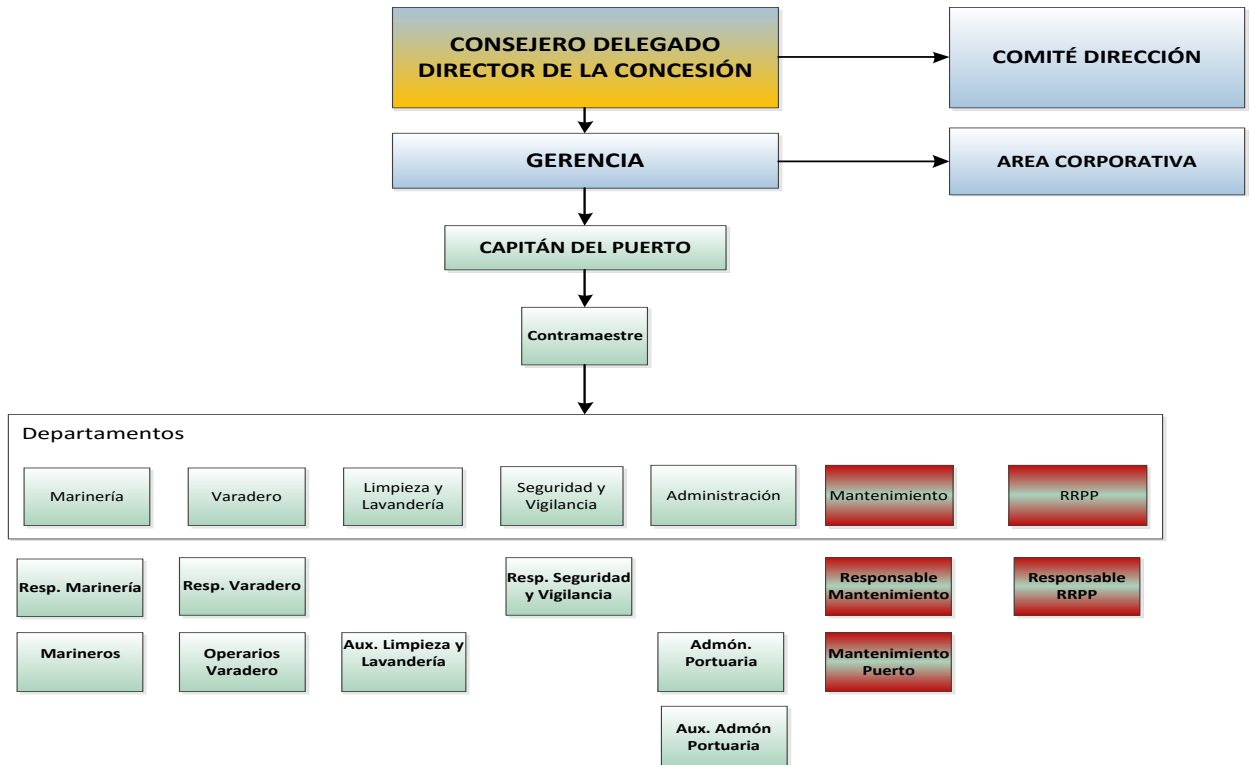 CONSEJERO DELEGADO
DIRECTOR DE LA CONCESIÓN
COMITÉ DIRECCIÓN
GERENCIA
AREA CORPORATIVA
CAPITÁN DEL PUERTO
Contramaestre
Departamentos
Marinería
Varadero
Limpieza y
Lavandería
Seguridad y
Vigilancia
Administración
Mantenimiento
RRPP
Resp. Marinería
Resp. Varadero
Resp. Seguridad
y Vigilancia
Responsable
Mantenimiento
Responsable
RRPP
Marineros
Operarios
Varadero
Aux. Limpieza y
Lavandería
Admón.
Portuaria
Mantenimiento
Puerto
Aux. Admón
Portuaria